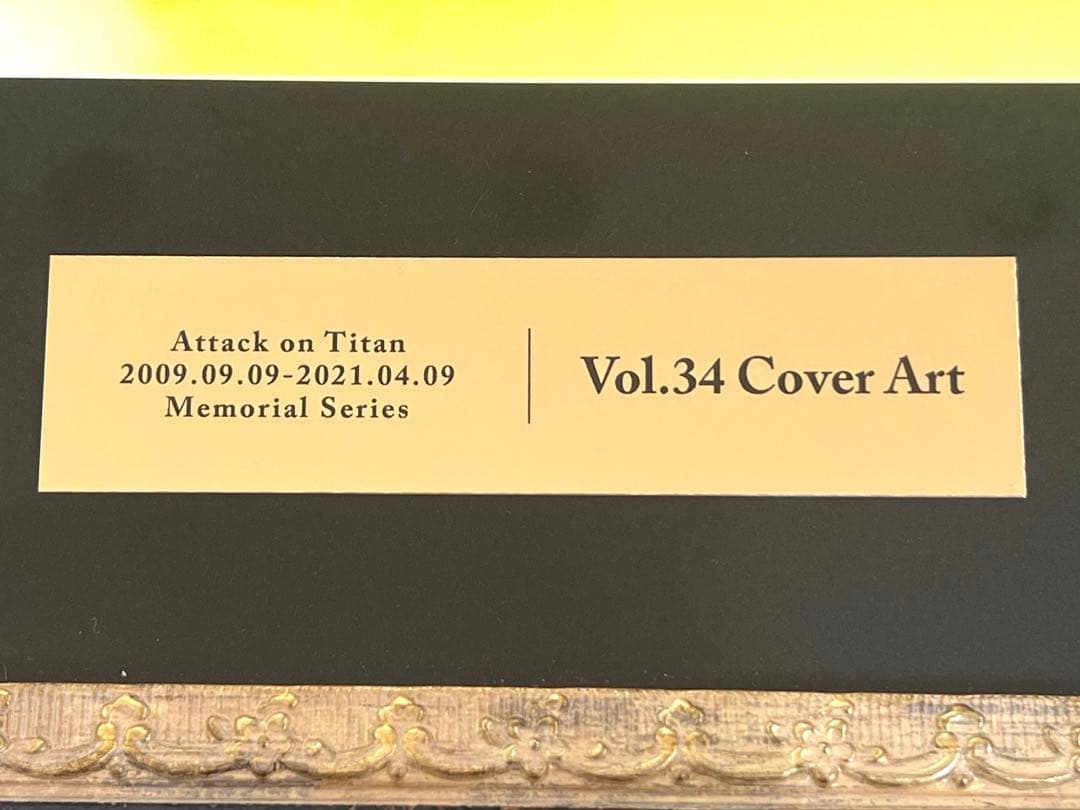 Attack on Titan
2009.09.09-2021.04.09
Memorial Series
Vol.34 Cover Art